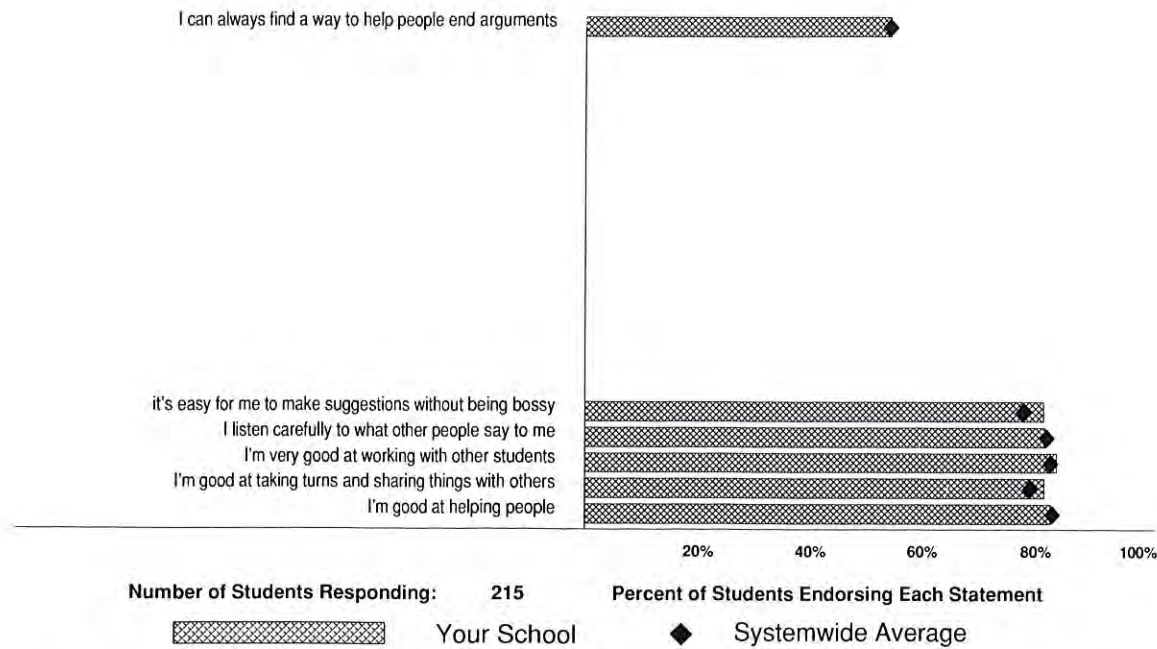 I can always find a way to help people end arguments
it's easy for me to make suggestions without being bossy
I listen carefully to what other people say to me
I'm very good at working with other students
I'm good at taking turns and sharing things with others
I'm good at helping people
20% 40% 60% 80% 100%
Number of Students Responding: 215 Percent of Students Endorsing Each Statement
Your School Systemwide Average